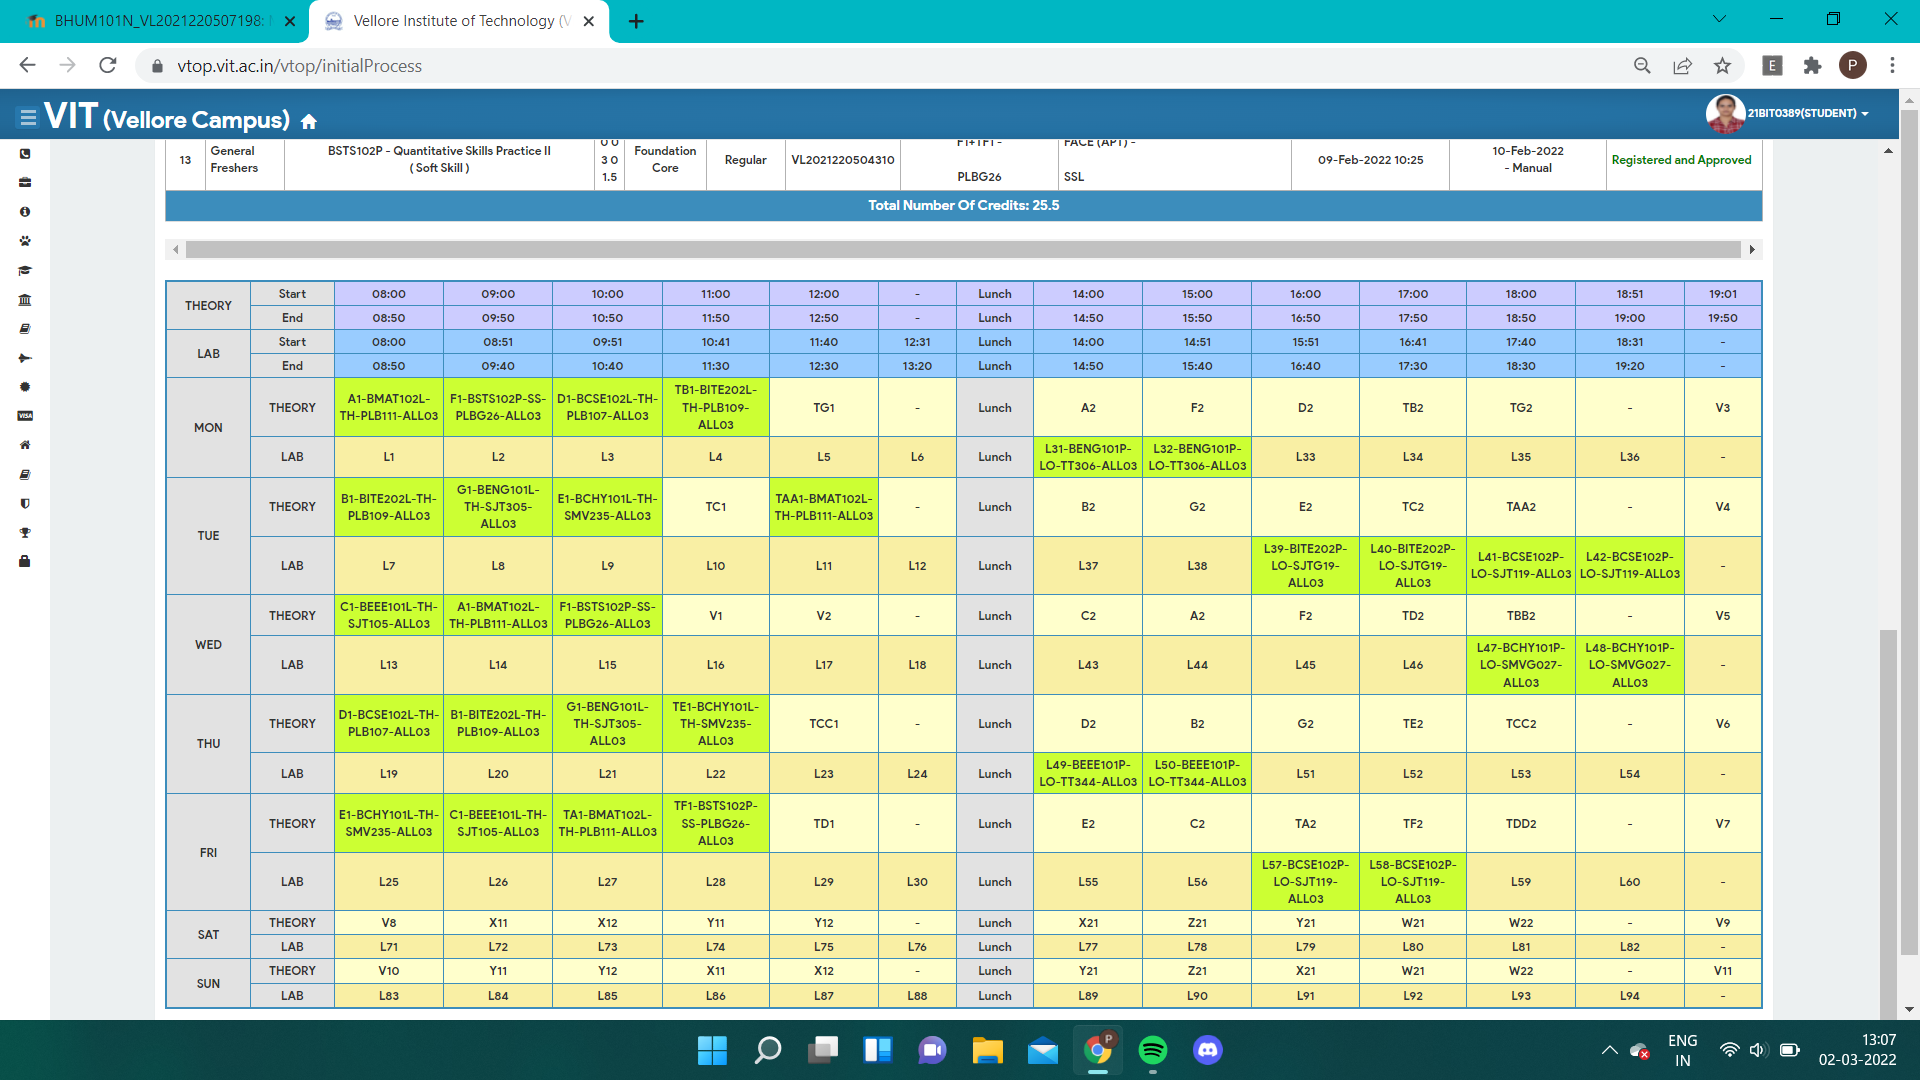 BHUM101N_VL2021220507198:
Vellore Institute of Technology (V
vtop.vit.ac.in/vtop/initialProcess
E
P
VIT (Vellore Campus)
21BIT0389(STUDENT)
13 General Freshers BSTS102P - Quantitative Skills Practice II ( Soft Skill ) 0 0 3 0 1.5 Foundation Core Regular VL2021220504310 F1+TF1 - PLBG26 FACE (APT) - SSL 09-Feb-2022 10:25 10-Feb-2022 - Manual Registered and Approved
Total Number Of Credits: 25.5
THEORY Start 08:00 09:00 10:00 11:00 12:00 - Lunch 14:00 15:00 16:00 17:00 18:00 18:51 19:01
End 08:50 09:50 10:50 11:50 12:50 - Lunch 14:50 15:50 16:50 17:50 18:50 19:00 19:50
LAB Start 08:00 08:51 09:51 10:41 11:40 12:31 Lunch 14:00 14:51 15:51 16:41 17:40 18:31 -
End 08:50 09:40 10:40 11:30 12:30 13:20 Lunch 14:50 15:40 16:40 17:30 18:30 19:20 -
MON THEORY A1-BMAT102L-TH-PLB111-ALL03 F1-BSTS102P-SS-PLBG26-ALL03 D1-BCSE102L-TH-PLB107-ALL03 TB1-BITE202L-TH-PLB109-ALL03 TG1 - Lunch A2 F2 D2 TB2 TG2 - V3
LAB L1 L2 L3 L4 L5 L6 Lunch L31-BENG101P-LO-TT306-ALL03 L32-BENG101P-LO-TT306-ALL03 L33 L34 L35 L36 -
TUE THEORY B1-BITE202L-TH-PLB109-ALL03 G1-BENG101L-TH-SJT305-ALL03 E1-BCHY101L-TH-SMV235-ALL03 TC1 TAA1-BMAT102L-TH-PLB111-ALL03 - Lunch B2 G2 E2 TC2 TAA2 - V4
LAB L7 L8 L9 L10 L11 L12 Lunch L37 L38 L39-BITE202P-LO-SJTG19-ALL03 L40-BITE202P-LO-SJTG19-ALL03 L41-BCSE102P-LO-SJT119-ALL03 L42-BCSE102P-LO-SJT119-ALL03 -
WED THEORY C1-BEEE101L-TH-SJT105-ALL03 A1-BMAT102L-TH-PLB111-ALL03 F1-BSTS102P-SS-PLBG26-ALL03 V1 V2 - Lunch C2 A2 F2 TD2 TBB2 - V5
LAB L13 L14 L15 L16 L17 L18 Lunch L43 L44 L45 L46 L47-BCHY101P-LO-SMVG027-ALL03 L48-BCHY101P-LO-SMVG027-ALL03 -
THU THEORY D1-BCSE102L-TH-PLB107-ALL03 B1-BITE202L-TH-PLB109-ALL03 G1-BENG101L-TH-SJT305-ALL03 TE1-BCHY101L-TH-SMV235-ALL03 TCC1 - Lunch D2 B2 G2 TE2 TCC2 - V6
LAB L19 L20 L21 L22 L23 L24 Lunch L49-BEEE101P-LO-TT344-ALL03 L50-BEEE101P-LO-TT344-ALL03 L51 L52 L53 L54 -
FRI THEORY E1-BCHY101L-TH-SMV235-ALL03 C1-BEEE101L-TH-SJT105-ALL03 TA1-BMAT102L-TH-PLB111-ALL03 TF1-BSTS102P-SS-PLBG26-ALL03 TD1 - Lunch E2 C2 TA2 TF2 TDD2 - V7
LAB L25 L26 L27 L28 L29 L30 Lunch L55 L56 L57-BCSE102P-LO-SJT119-ALL03 L58-BCSE102P-LO-SJT119-ALL03 L59 L60 -
SAT THEORY V8 X11 X12 Y11 Y12 - Lunch X21 Z21 Y21 W21 W22 - V9
LAB L71 L72 L73 L74 L75 L76 Lunch L77 L78 L79 L80 L81 L82 -
SUN THEORY V10 Y11 Y12 X11 X12 - Lunch Y21 Z21 X21 W21 W22 - V11
LAB L83 L84 L85 L86 L87 L88 Lunch L89 L90 L91 L92 L93 L94 -
P
ENG
IN
13:07
02-03-2022